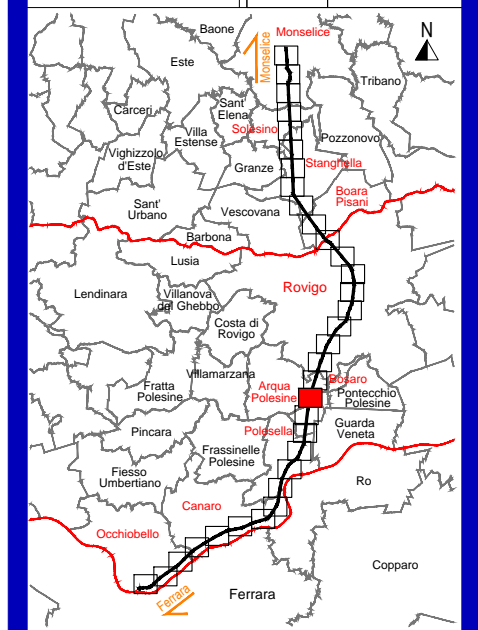 Baone
Monselice
N
Este
Monselice
Tribano
Carceri
Sant'
Elena
Solesino
Villa
Estense
Pozzonovo
Vighizzolo
d'Este
Granze
Stanghella
Boara
Pisani
Sant'
Urbano
Vescovana
Barbona
Lusia
Rovigo
Lendinara
Villanova
del Ghebbo
Costa di
Rovigo
Villamarzana
Bosaro
Fratta
Polesine
Arqua
Polesine
Pontecchio
Polesine
Pincara
Polesella
Guarda
Veneta
Frassinelle
Polesine
Fiesso
Umbertiano
Ro
Canaro
Occhiobello
Copparo
Ferrara
Ferrara